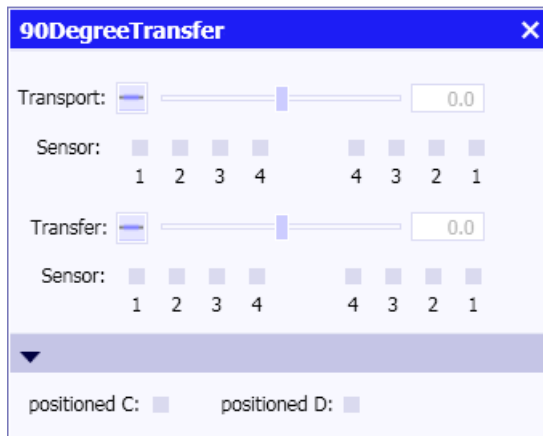 90DegreeTransfer
Transport: 0.0
Sensor:
1 2 3 4 4 3 2 1
Transfer: 0.0
Sensor:
1 2 3 4 4 3 2 1
positioned C: positioned D: